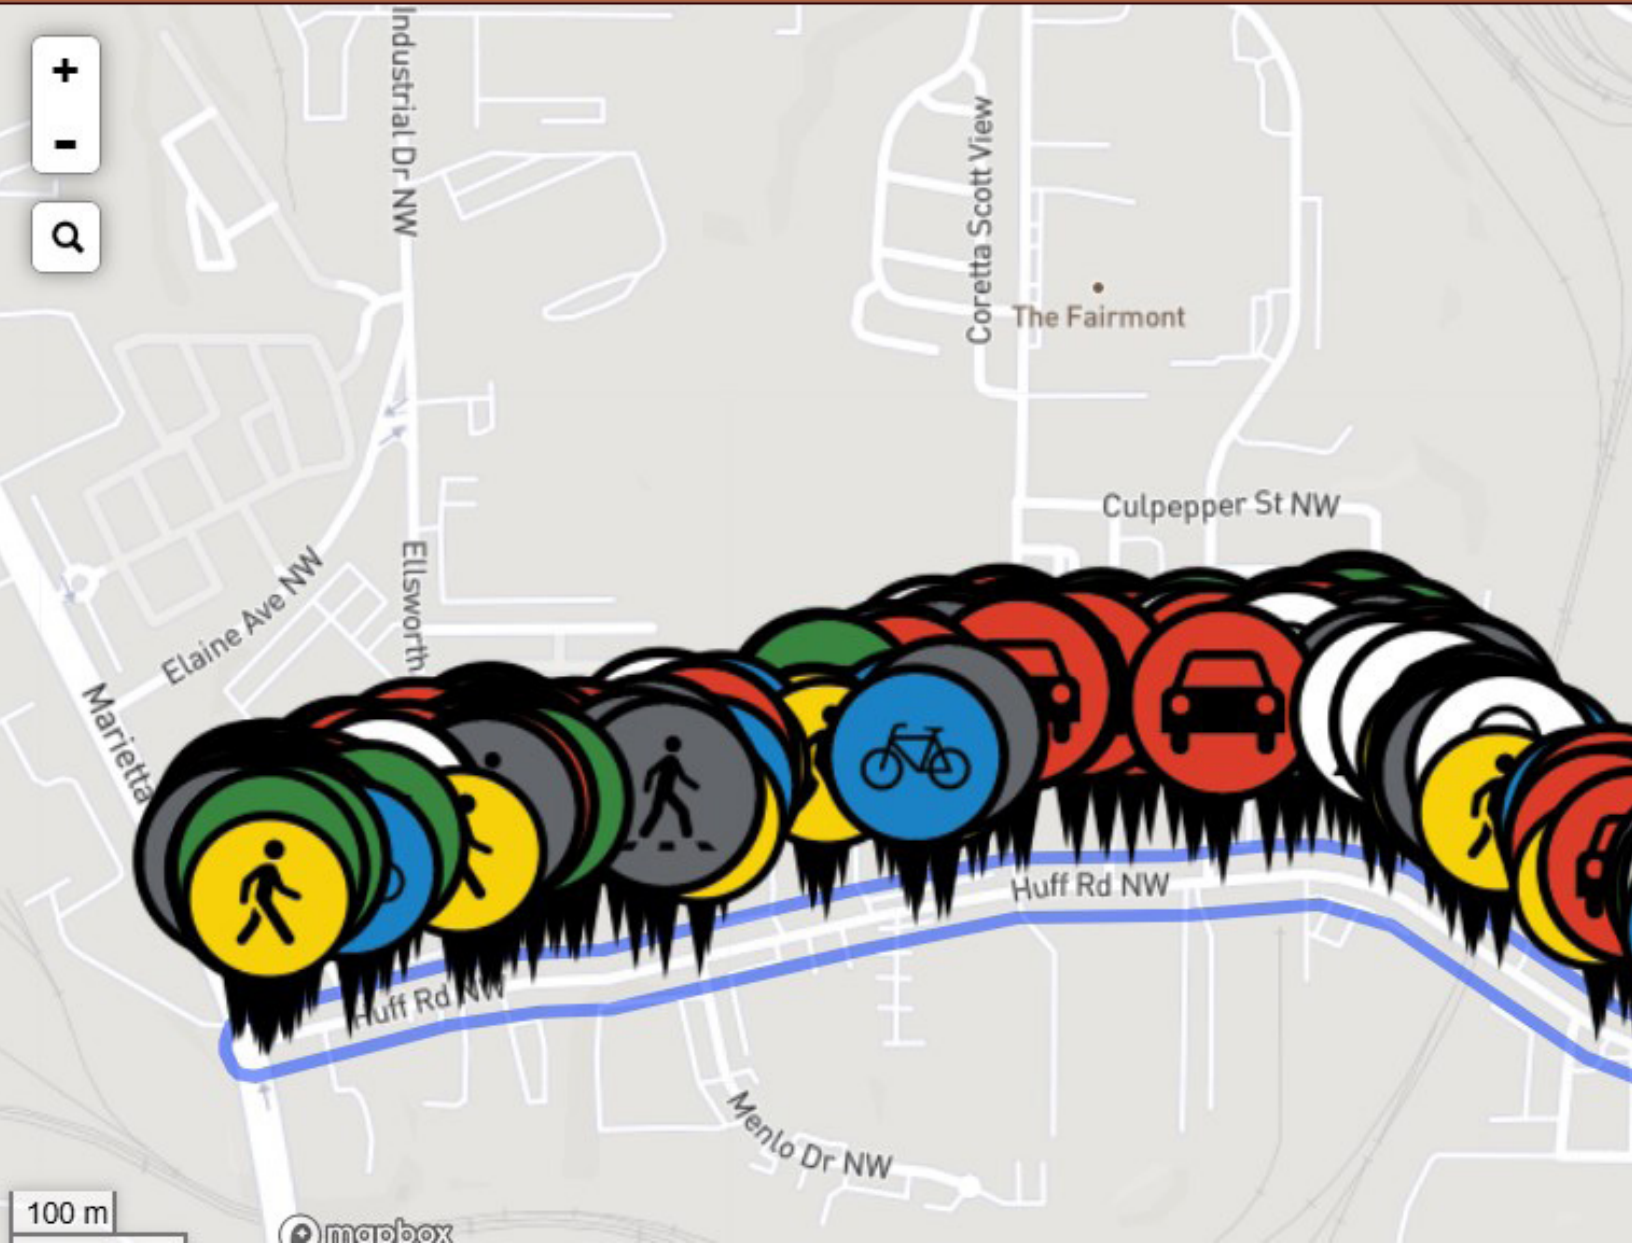 +
-
Industrial Dr NW
Coretta Scott View
The Fairmont
Culpepper St NW
Ellsworth
Elaine Ave NW
Marietta
Huff Rd NW
Huff Rd NW
Menlo Dr NW
100 m
mapbox